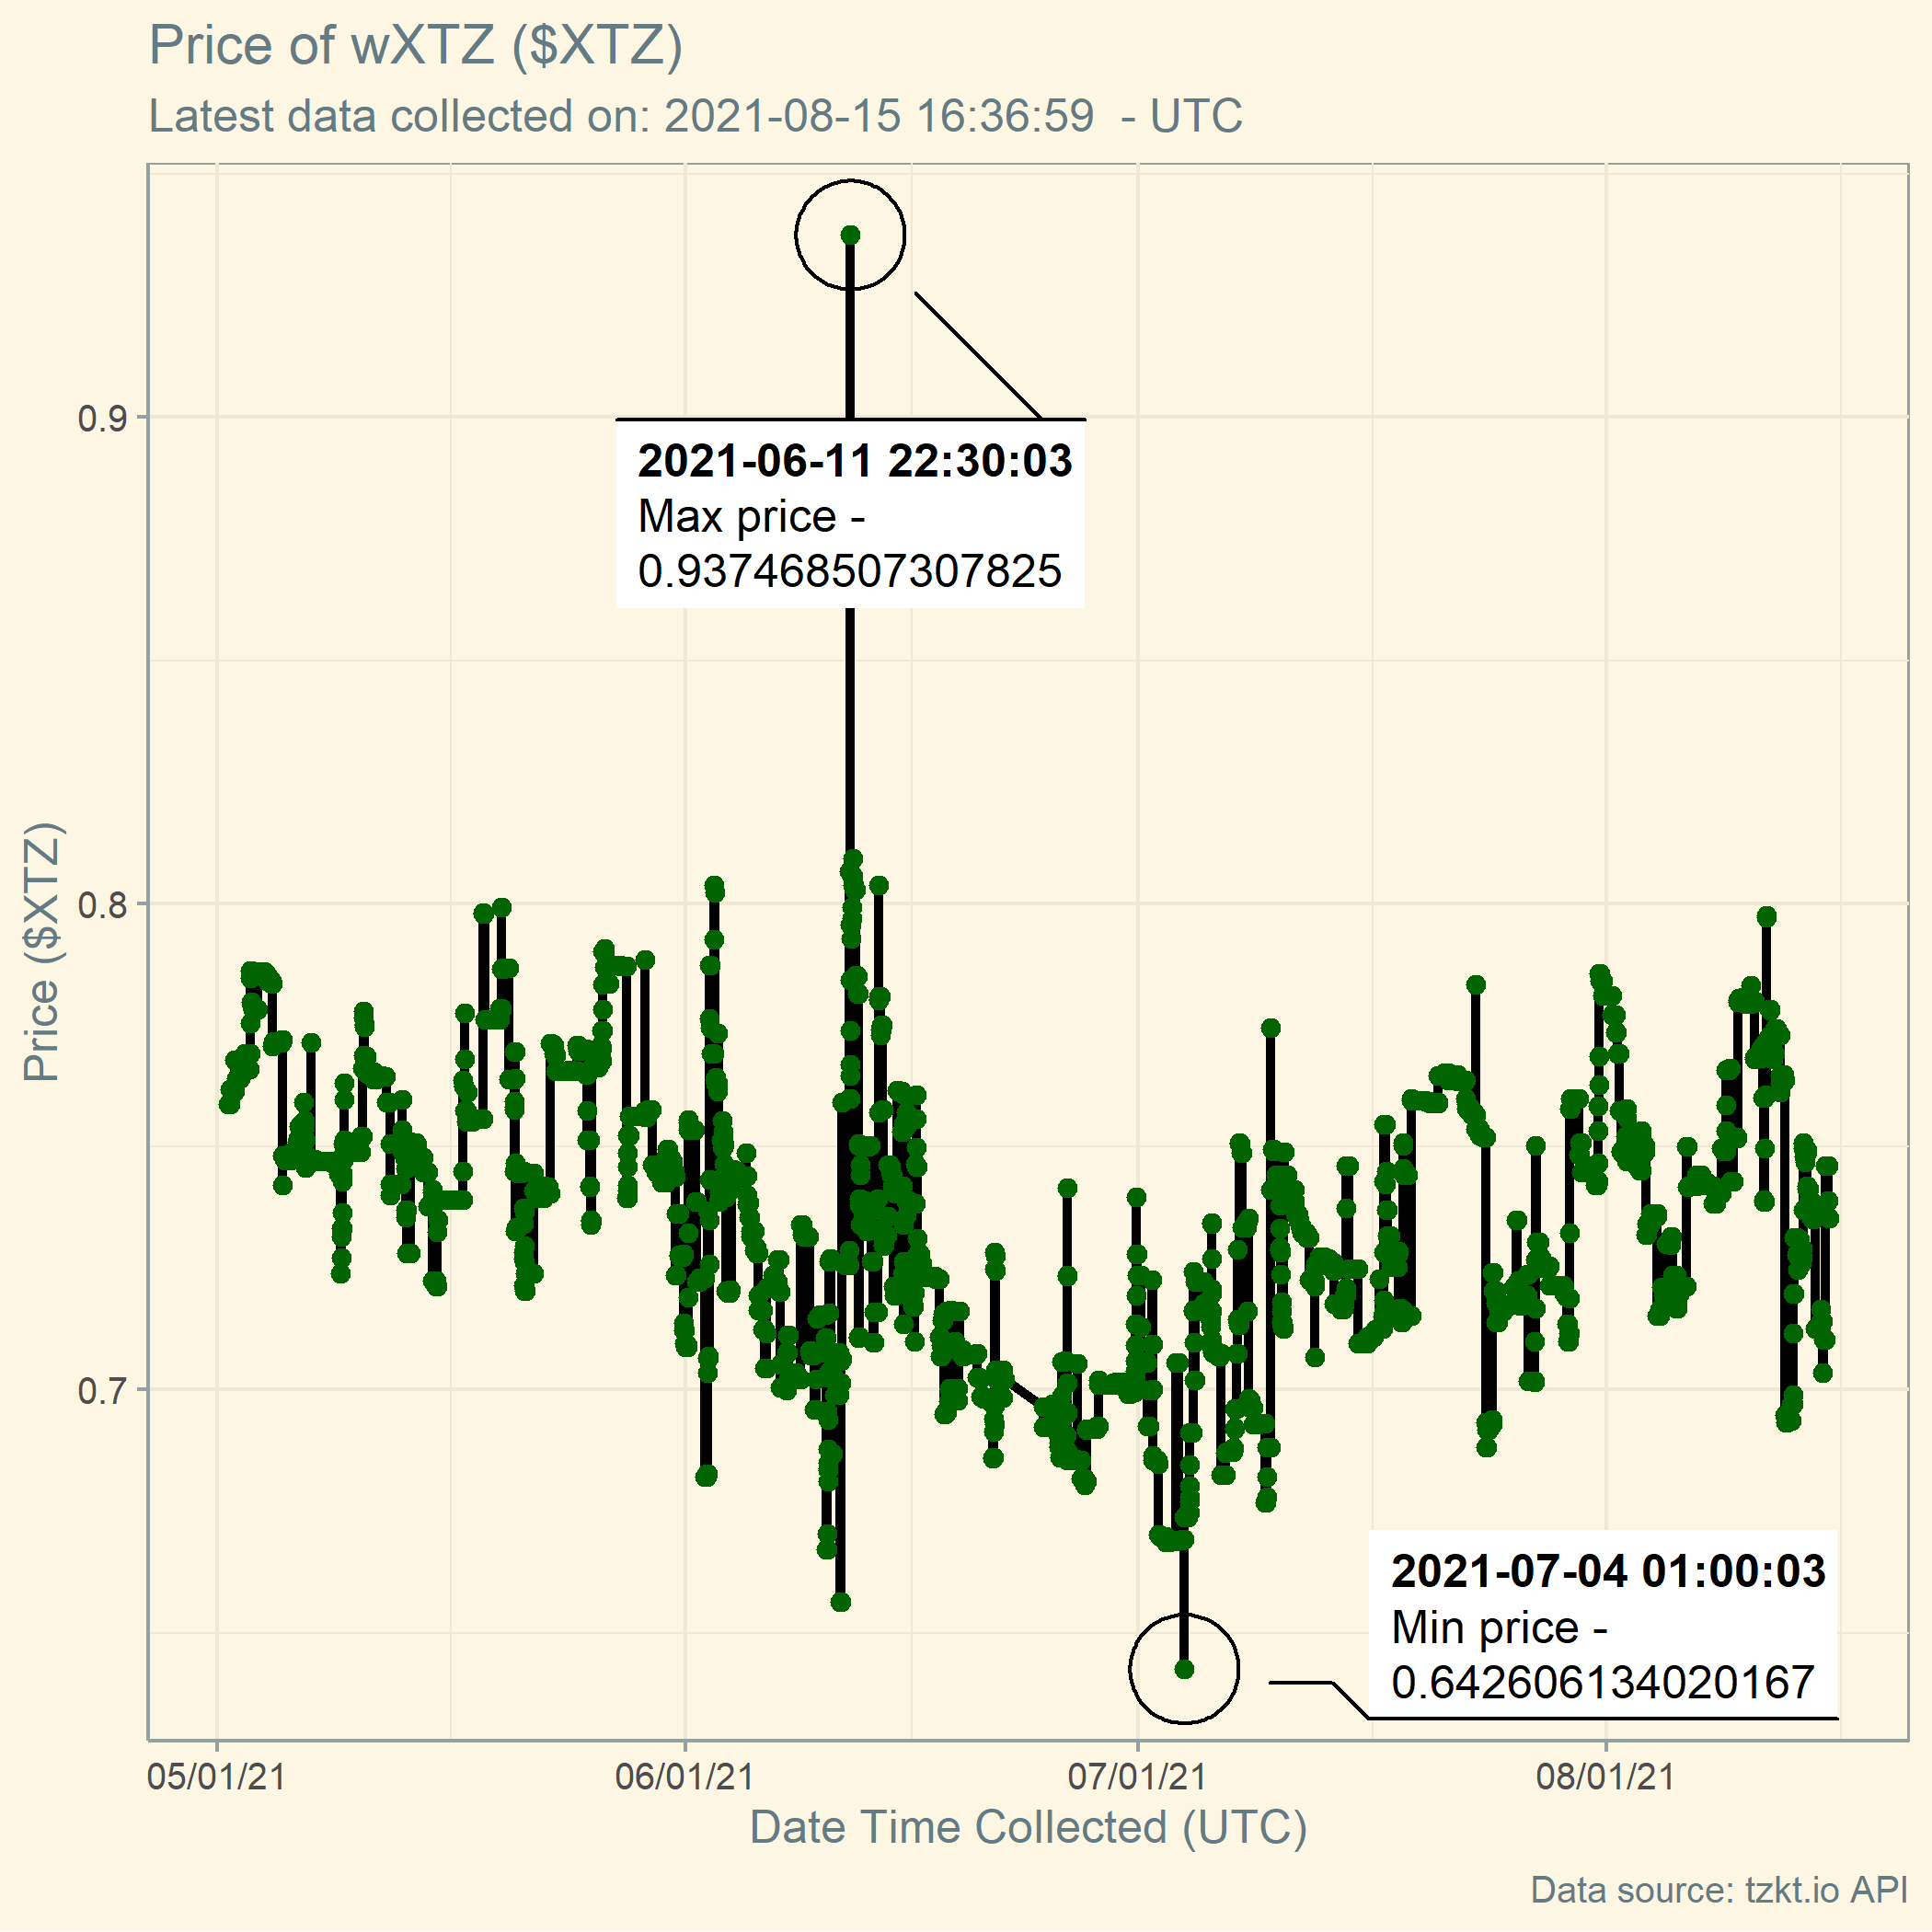 Price of wXTZ ($XTZ)
Latest data collected on: 2021-08-15 16:36:59  - UTC
2021-06-11 22:30:03
Max price -
0.937468507307825
2021-07-04 01:00:03
Min price -
0.642606134020167
Price ($XTZ)
0.9
0.8
0.7
05/01/21
06/01/21
07/01/21
08/01/21
Date Time Collected (UTC)
Data source: tzkt.io API